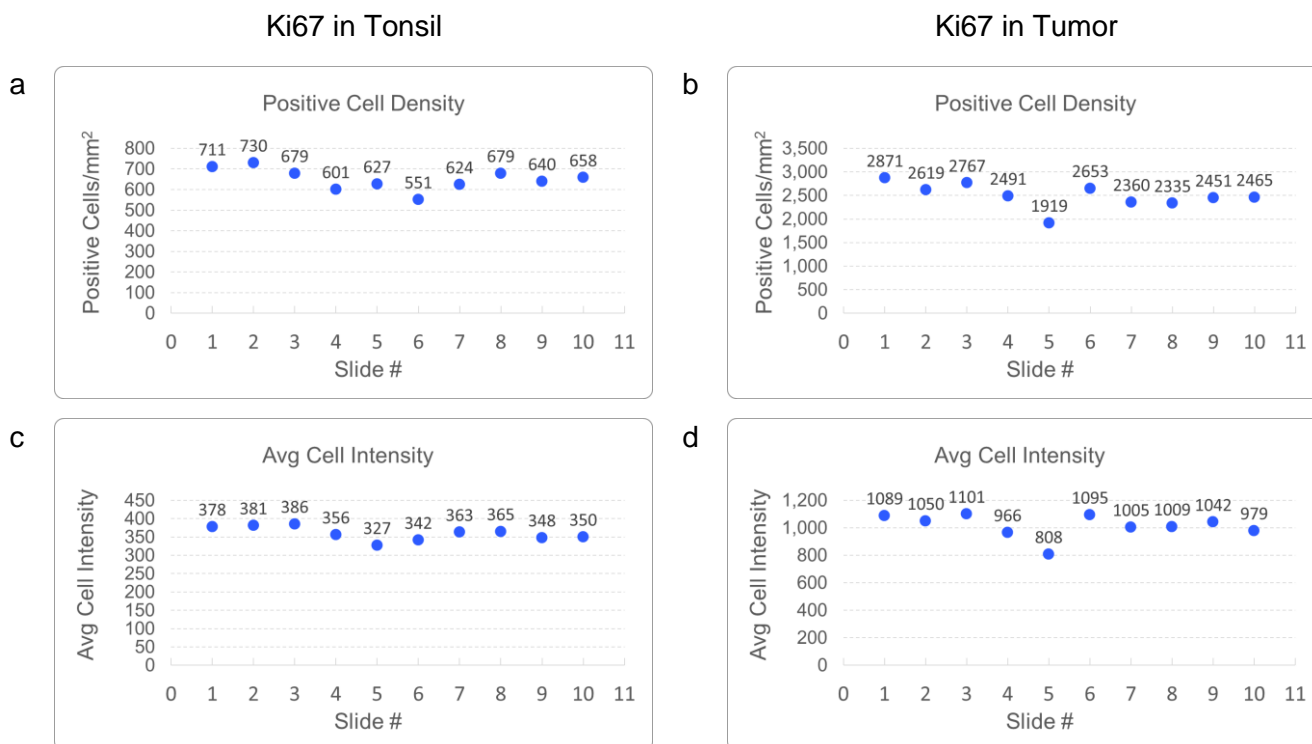 Ki67 in Tonsil
Ki67 in Tumor
a
Positive Cell Density
Positive Cells/mm²
800
700
600
500
400
300
200
100
0
711 730 679 601 627 551 624 679 640 658
0 1 2 3 4 5 6 7 8 9 10 11
Slide #
b
Positive Cell Density
Positive Cells/mm²
3,500
3,000
2,500
2,000
1,500
1,000
500
0
2871 2619 2767 2491 1919 2653 2360 2335 2451 2465
0 1 2 3 4 5 6 7 8 9 10 11
Slide #
c
Avg Cell Intensity
Avg Cell Intensity
450
400
350
300
250
200
150
100
50
0
378 381 386 356 327 342 363 365 348 350
0 1 2 3 4 5 6 7 8 9 10 11
Slide #
d
Avg Cell Intensity
Avg Cell Intensity
1,200
1,000
800
600
400
200
0
1089 1050 1101 966 808 1095 1005 1009 1042 979
0 1 2 3 4 5 6 7 8 9 10 11
Slide #